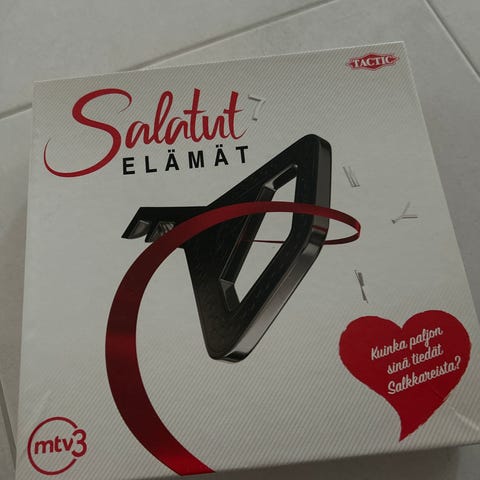 TACTIC
Salatut
ELÄMÄT
Kuinka paljon
sinä tiedät
Salkkareista?
mtv3